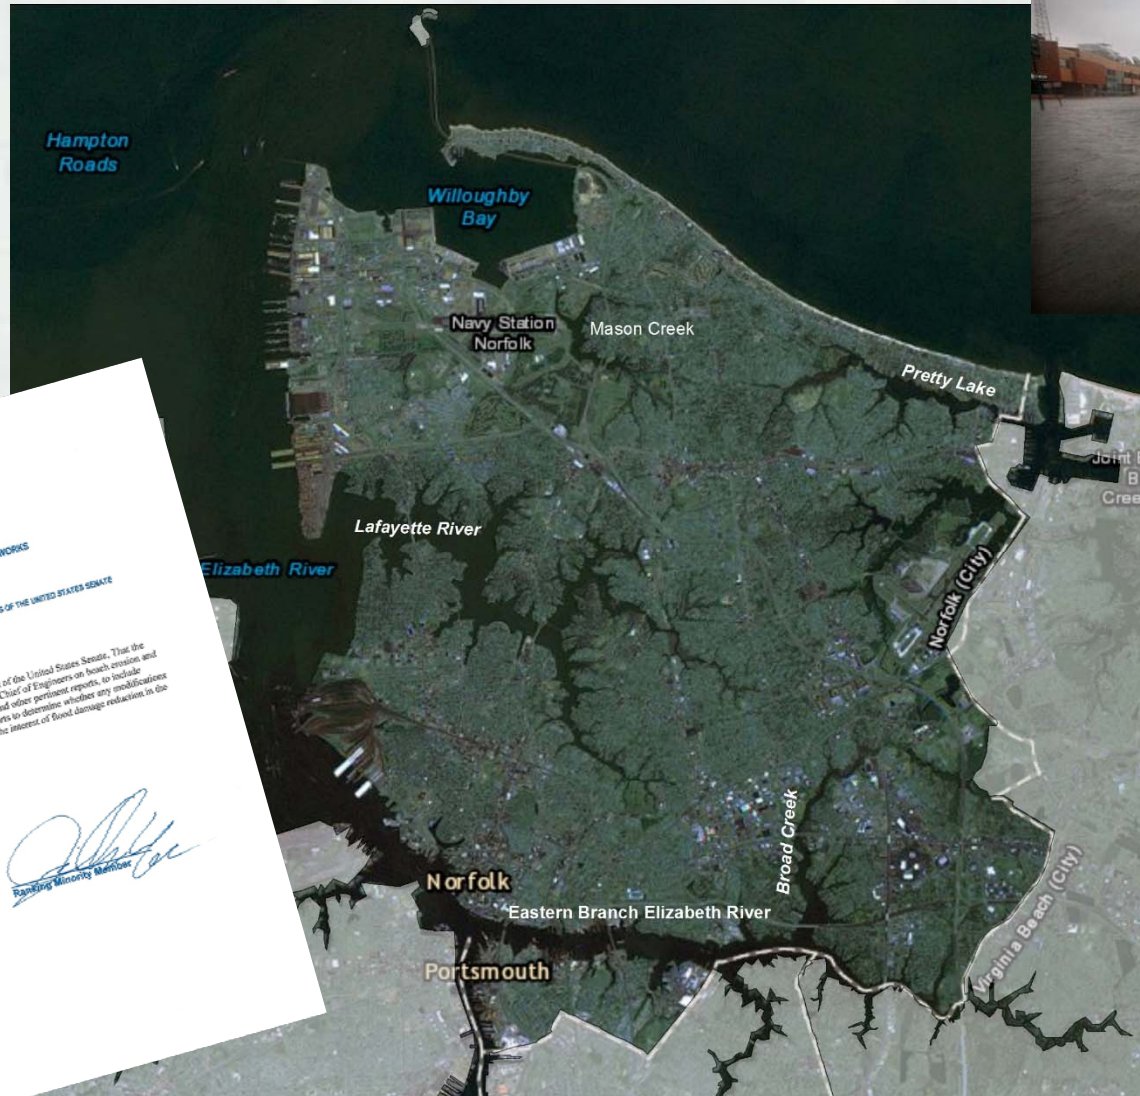 Hampton
Roads
Willoughby
Bay
Navy Station
Norfolk
Mason Creek
Pretty Lake
Joint
B
Cree
Lafayette River
Elizabeth River
Norfolk (City)
Broad Creek
Norfolk
Eastern Branch Elizabeth River
Portsmouth
Virginia Beach (City)
WORKS
S OF THE UNITED STATES SENATE
of the United States Senate, That the
Chief of Engineers on beach erosion and
nd other pertinent reports, to include
rts to determine whether any modifications
he interest of flood damage reduction in the
Ranking Minority Member